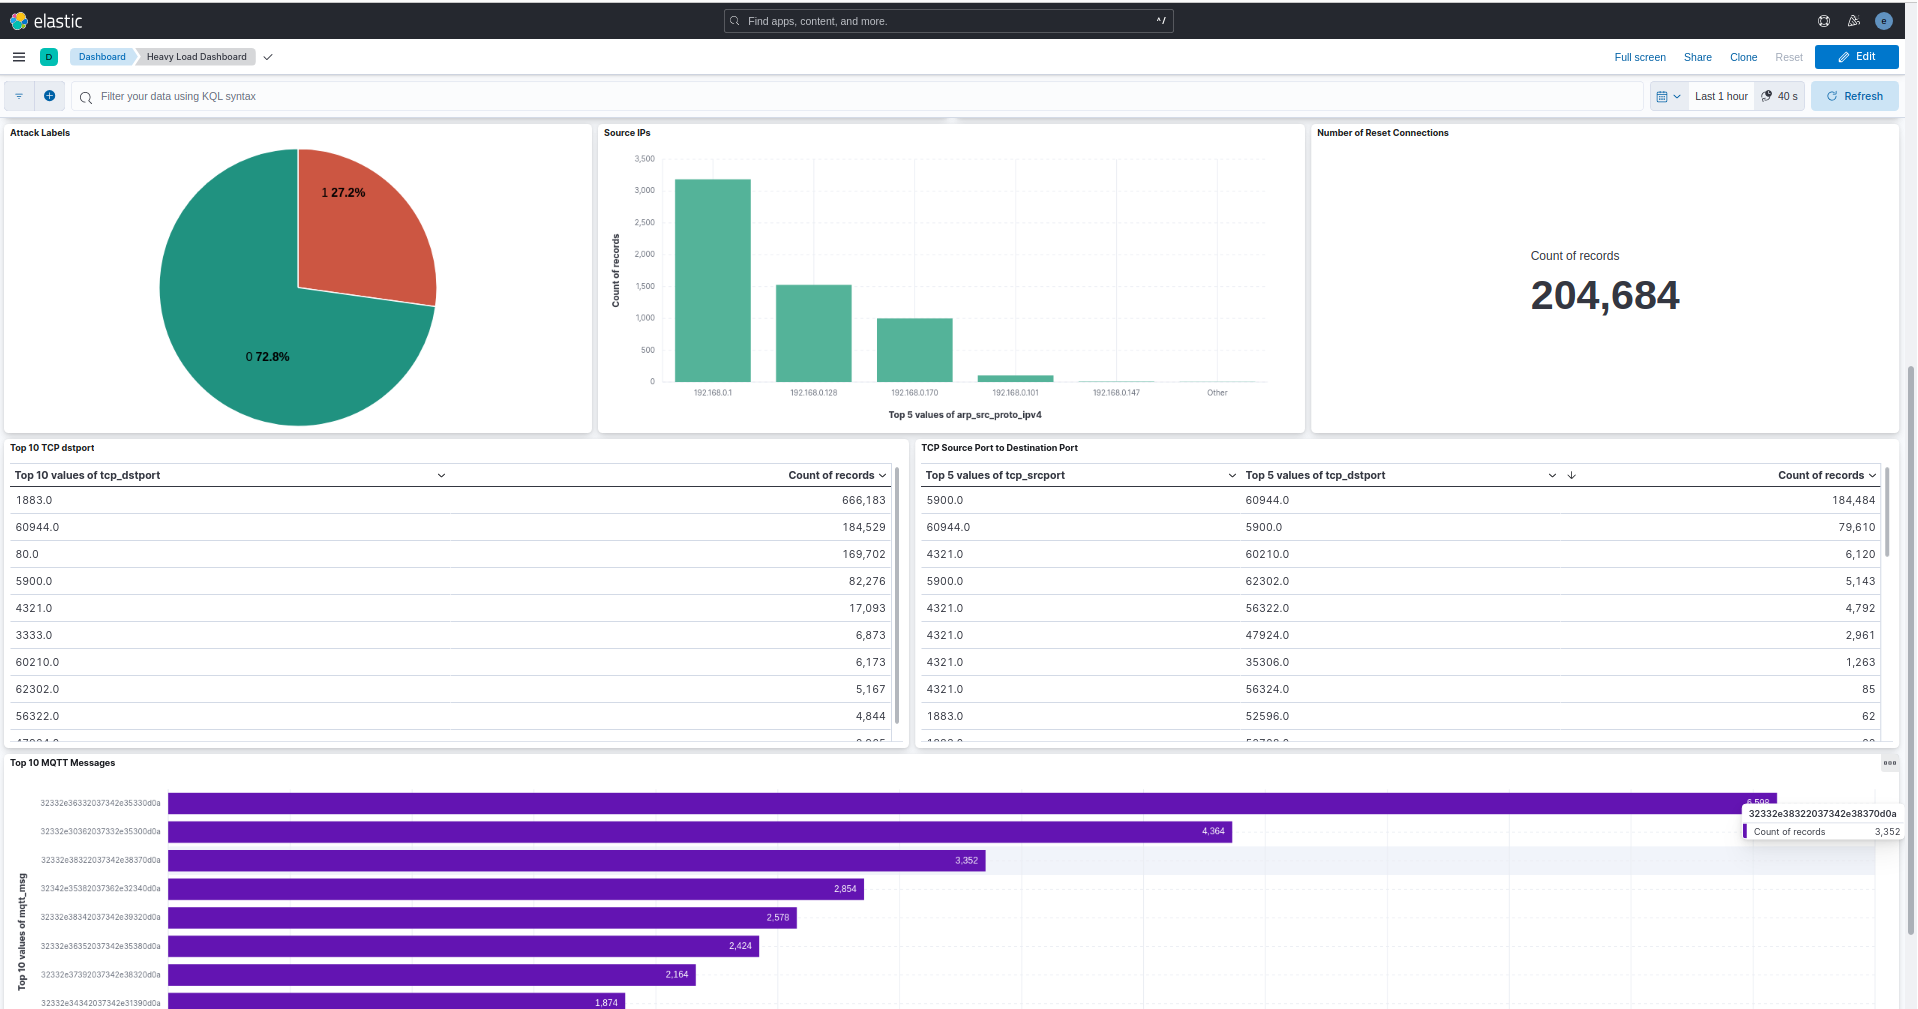 elastic
Find apps, content, and more.
^/
e
D
Dashboard
Heavy Load Dashboard
Full screen
Share
Clone
Reset
Edit
Filter your data using KQL syntax
Last 1 hour
40 s
Refresh
Attack Labels
1 27.2%
0 72.8%
Source IPs
3,500
3,000
2,500
2,000
1,500
1,000
500
0
Count of records
192.168.0.1
192.168.0.128
192.168.0.170
192.168.0.101
192.168.0.147
Other
Top 5 values of arp_src_proto_ipv4
Number of Reset Connections
Count of records
204,684
Top 10 TCP dstport
Top 10 values of tcp_dstport Count of records
1883.0 666,183
60944.0 184,529
80.0 169,702
5900.0 82,276
4321.0 17,093
3333.0 6,873
60210.0 6,173
62302.0 5,167
56322.0 4,844
TCP Source Port to Destination Port
Top 5 values of tcp_srcport Top 5 values of tcp_dstport Count of records
5900.0 60944.0 184,484
60944.0 5900.0 79,610
4321.0 60210.0 6,120
5900.0 62302.0 5,143
4321.0 56322.0 4,792
4321.0 47924.0 2,961
4321.0 35306.0 1,263
4321.0 56324.0 85
1883.0 52596.0 62
Top 10 MQTT Messages
Top 10 values of mqtt_msg
32332e36332037342e35330d0a 6,598
32332e30362037332e35300d0a 4,364
32332e38322037342e38370d0a 3,352
32342e35382037362e32340d0a 2,854
32332e38342037342e39320d0a 2,578
32332e36352037342e35380d0a 2,424
32332e37392037342e38320d0a 2,164
32332e34342037342e31390d0a 1,874
32332e38322037342e38370d0a
Count of records 3,352